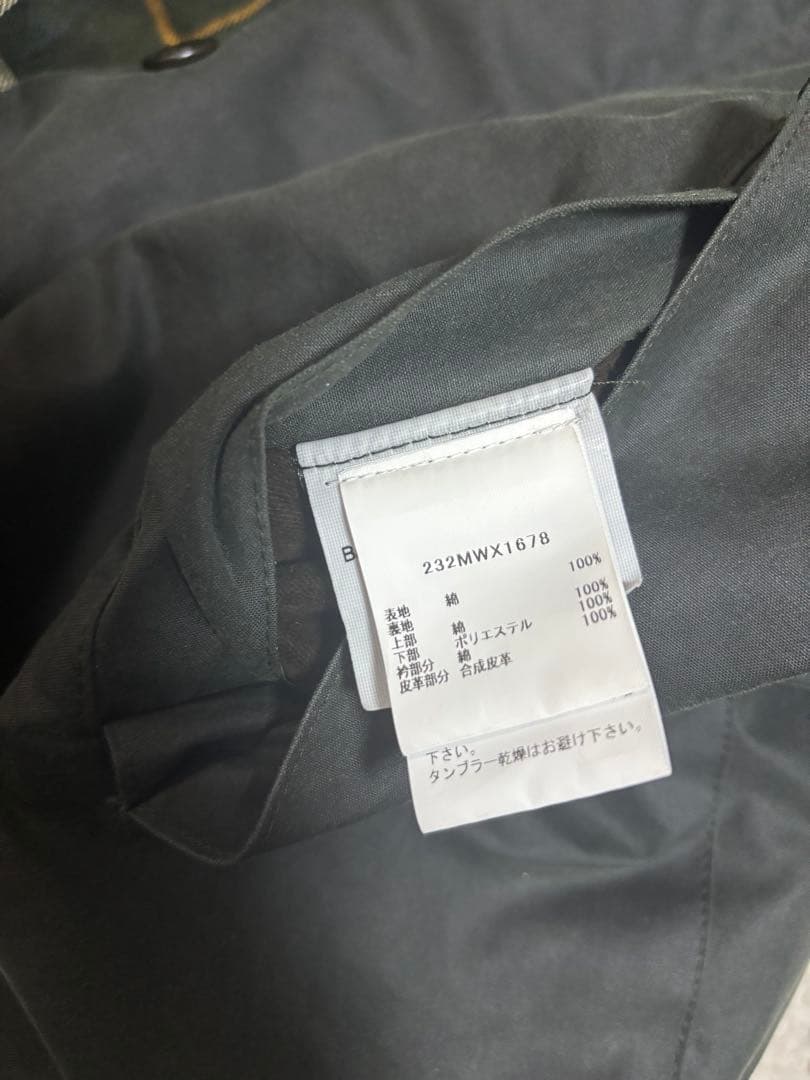 B
232MWX1678
表地 綿 100%
裏地
上部 綿 100%
下部 ポリエステル 100%
衿部分 綿 100%
皮革部分 合成皮革
下さい。
タンブラー乾燥はお避け下さい。